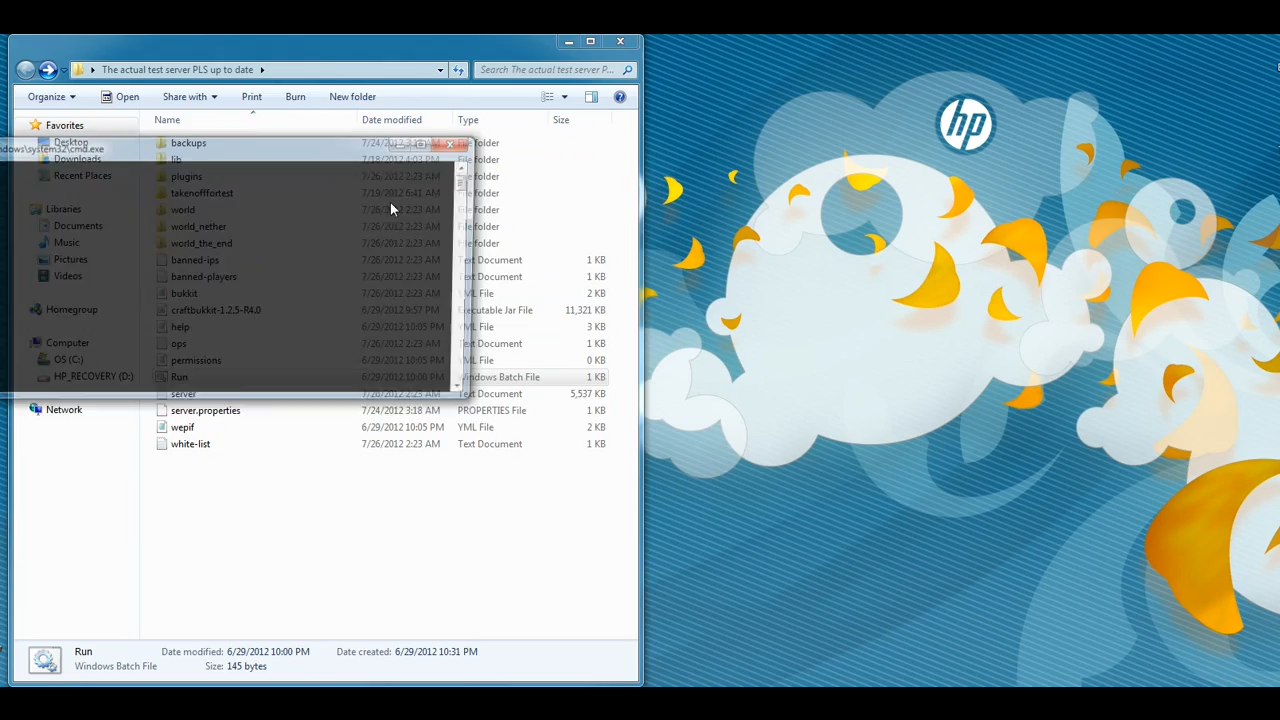 The actual test server PLS up to date
Search The actual test server P...
Organize Open Share with Print Burn New folder
Name Date modified Type Size
Favorites
Desktop
Downloads
Recent Places
Libraries
Documents
Music
Pictures
Videos
Homegroup
Computer
OS (C:)
HP_RECOVERY (D:)
Network
ndows\system32\cmd.exe
backups 7/24/2012 File folder
lib 7/18/2012 4:03 PM File folder
plugins 7/26/2012 2:23 AM File folder
takenofffortest 7/19/2012 6:41 AM File folder
world 7/26/2012 2:23 AM File folder
world_nether 7/26/2012 2:23 AM File folder
world_the_end 7/26/2012 2:23 AM File folder
banned-ips 7/26/2012 2:23 AM Text Document 1 KB
banned-players 7/26/2012 2:23 AM Text Document 1 KB
bukkit 7/26/2012 2:23 AM YML File 2 KB
craftbukkit-1.2.5-R4.0 6/29/2012 9:57 PM Executable Jar File 11,321 KB
help 6/29/2012 10:05 PM YML File 3 KB
ops 7/26/2012 2:23 AM Text Document 1 KB
permissions 6/29/2012 10:05 PM YML File 0 KB
Run 6/29/2012 10:00 PM Windows Batch File 1 KB
server 7/26/2012 2:23 AM Text Document 5,537 KB
server.properties 7/24/2012 3:18 AM PROPERTIES File 1 KB
wepif 6/29/2012 10:05 PM YML File 2 KB
white-list 7/26/2012 2:23 AM Text Document 1 KB
Run Date modified: 6/29/2012 10:00 PM Date created: 6/29/2012 10:31 PM
Windows Batch File Size: 145 bytes
hp